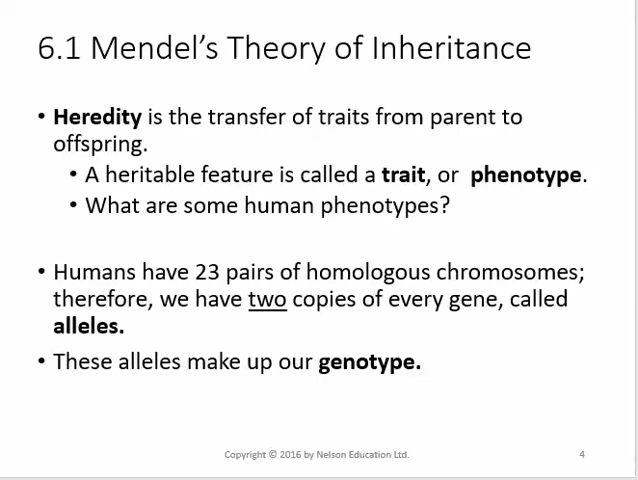 6.1 Mendel's Theory of Inheritance
• Heredity is the transfer of traits from parent to
offspring.
• A heritable feature is called a trait, or phenotype.
• What are some human phenotypes?
• Humans have 23 pairs of homologous chromosomes;
therefore, we have two copies of every gene, called
alleles.
• These alleles make up our genotype.
Copyright © 2016 by Nelson Education Ltd.
4